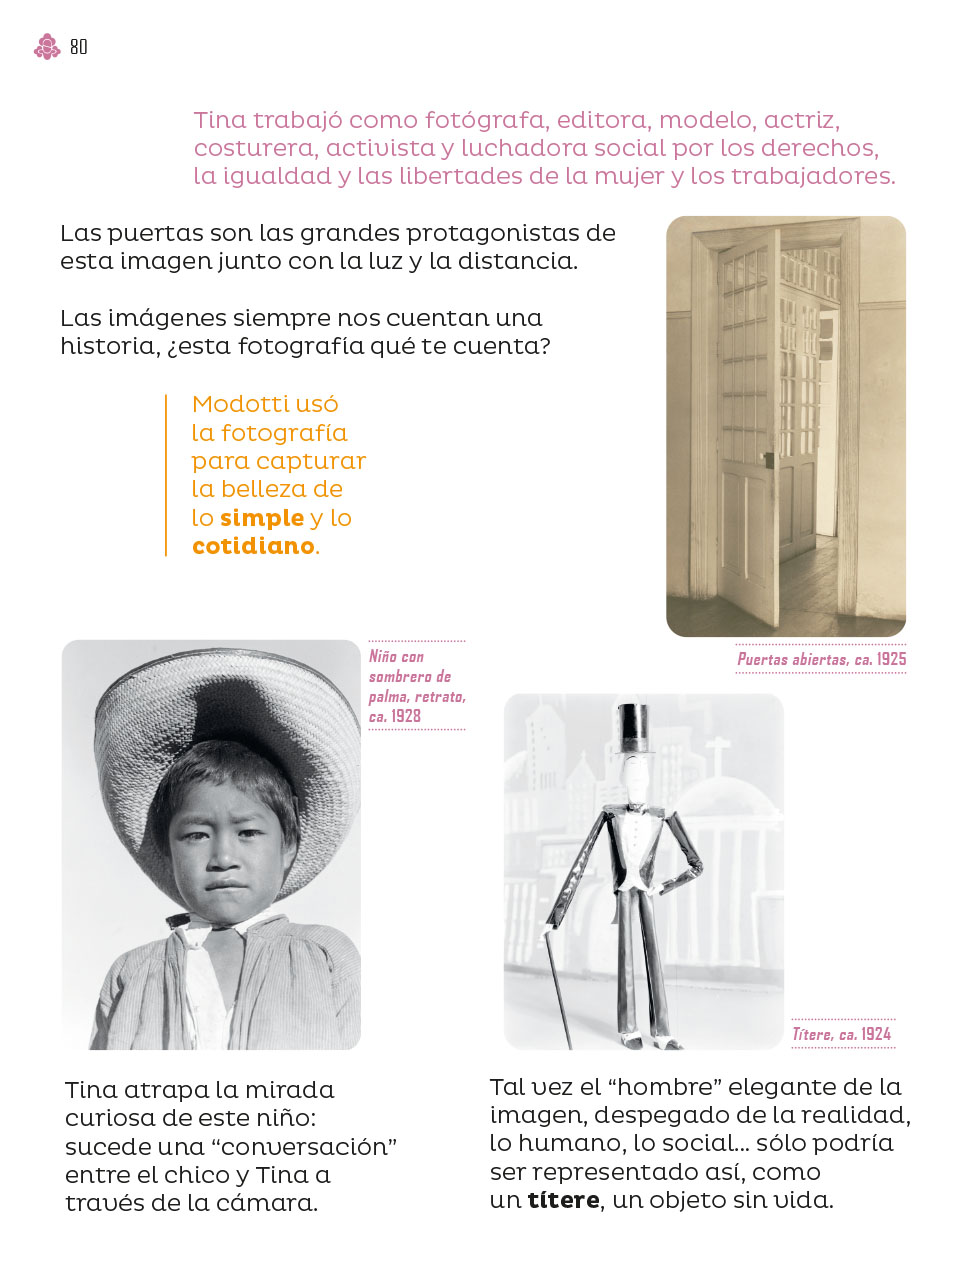 80
Tina trabajó como fotógrafa, editora, modelo, actriz,
costurera, activista y luchadora social por los derechos,
la igualdad y las libertades de la mujer y los trabajadores.
Las puertas son las grandes protagonistas de
esta imagen junto con la luz y la distancia.
Las imágenes siempre nos cuentan una
historia, ¿esta fotografía qué te cuenta?
Modotti usó
la fotografía
para capturar
la belleza de
lo simple y lo
cotidiano.
Puertas abiertas, ca. 1925
Niño con
sombrero de
palma, retrato,
ca. 1928
Títere, ca. 1924
Tina atrapa la mirada
curiosa de este niño:
sucede una “conversación”
entre el chico y Tina a
través de la cámara.
Tal vez el “hombre” elegante de la
imagen, despegado de la realidad,
lo humano, lo social... sólo podría
ser representado así, como
un títere, un objeto sin vida.